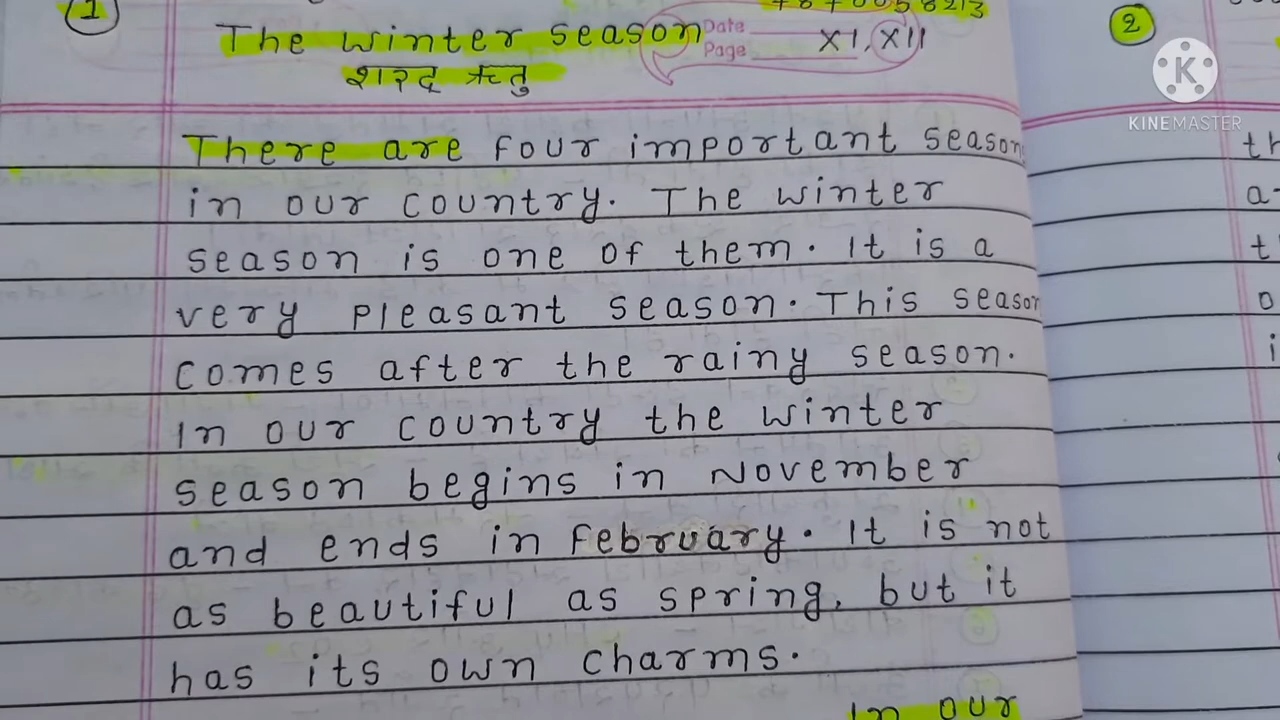 1
The winter season
Date
Page
XI, XII
शरद ऋतु
There are four important season
in our country. The winter
season is one of them. It is a
very pleasant season. This season
comes after the rainy season.
In our country the winter
season begins in November
and ends in February. It is not
as beautiful as spring, but it
has its own charms.
In our
2
K
KINEMASTER